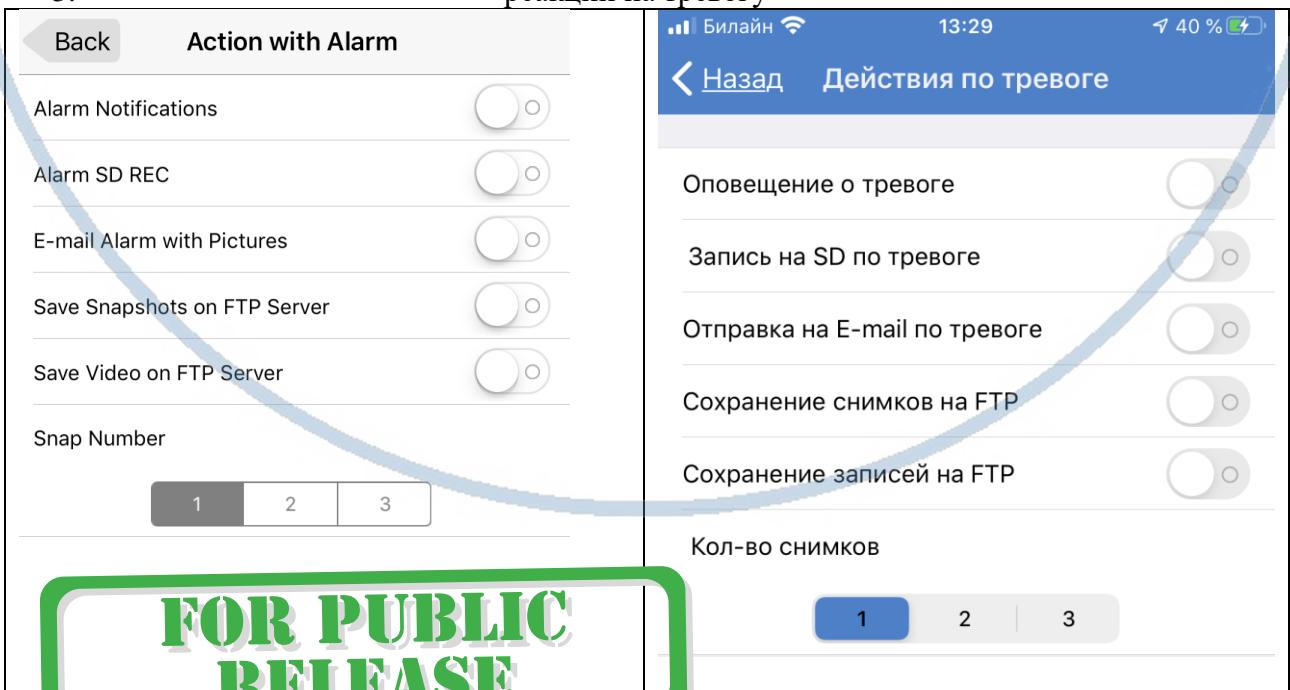 реакции на тревогу
Back Action with Alarm
Alarm Notifications
Alarm SD REC
E-mail Alarm with Pictures
Save Snapshots on FTP Server
Save Video on FTP Server
Snap Number
1 2 3
FOR PUBLIC
RELEASE
Билайн 13:29 40 %
Назад Действия по тревоге
Оповещение о тревоге
Запись на SD по тревоге
Отправка на E-mail по тревоге
Сохранение снимков на FTP
Сохранение записей на FTP
Кол-во снимков
1 2 3